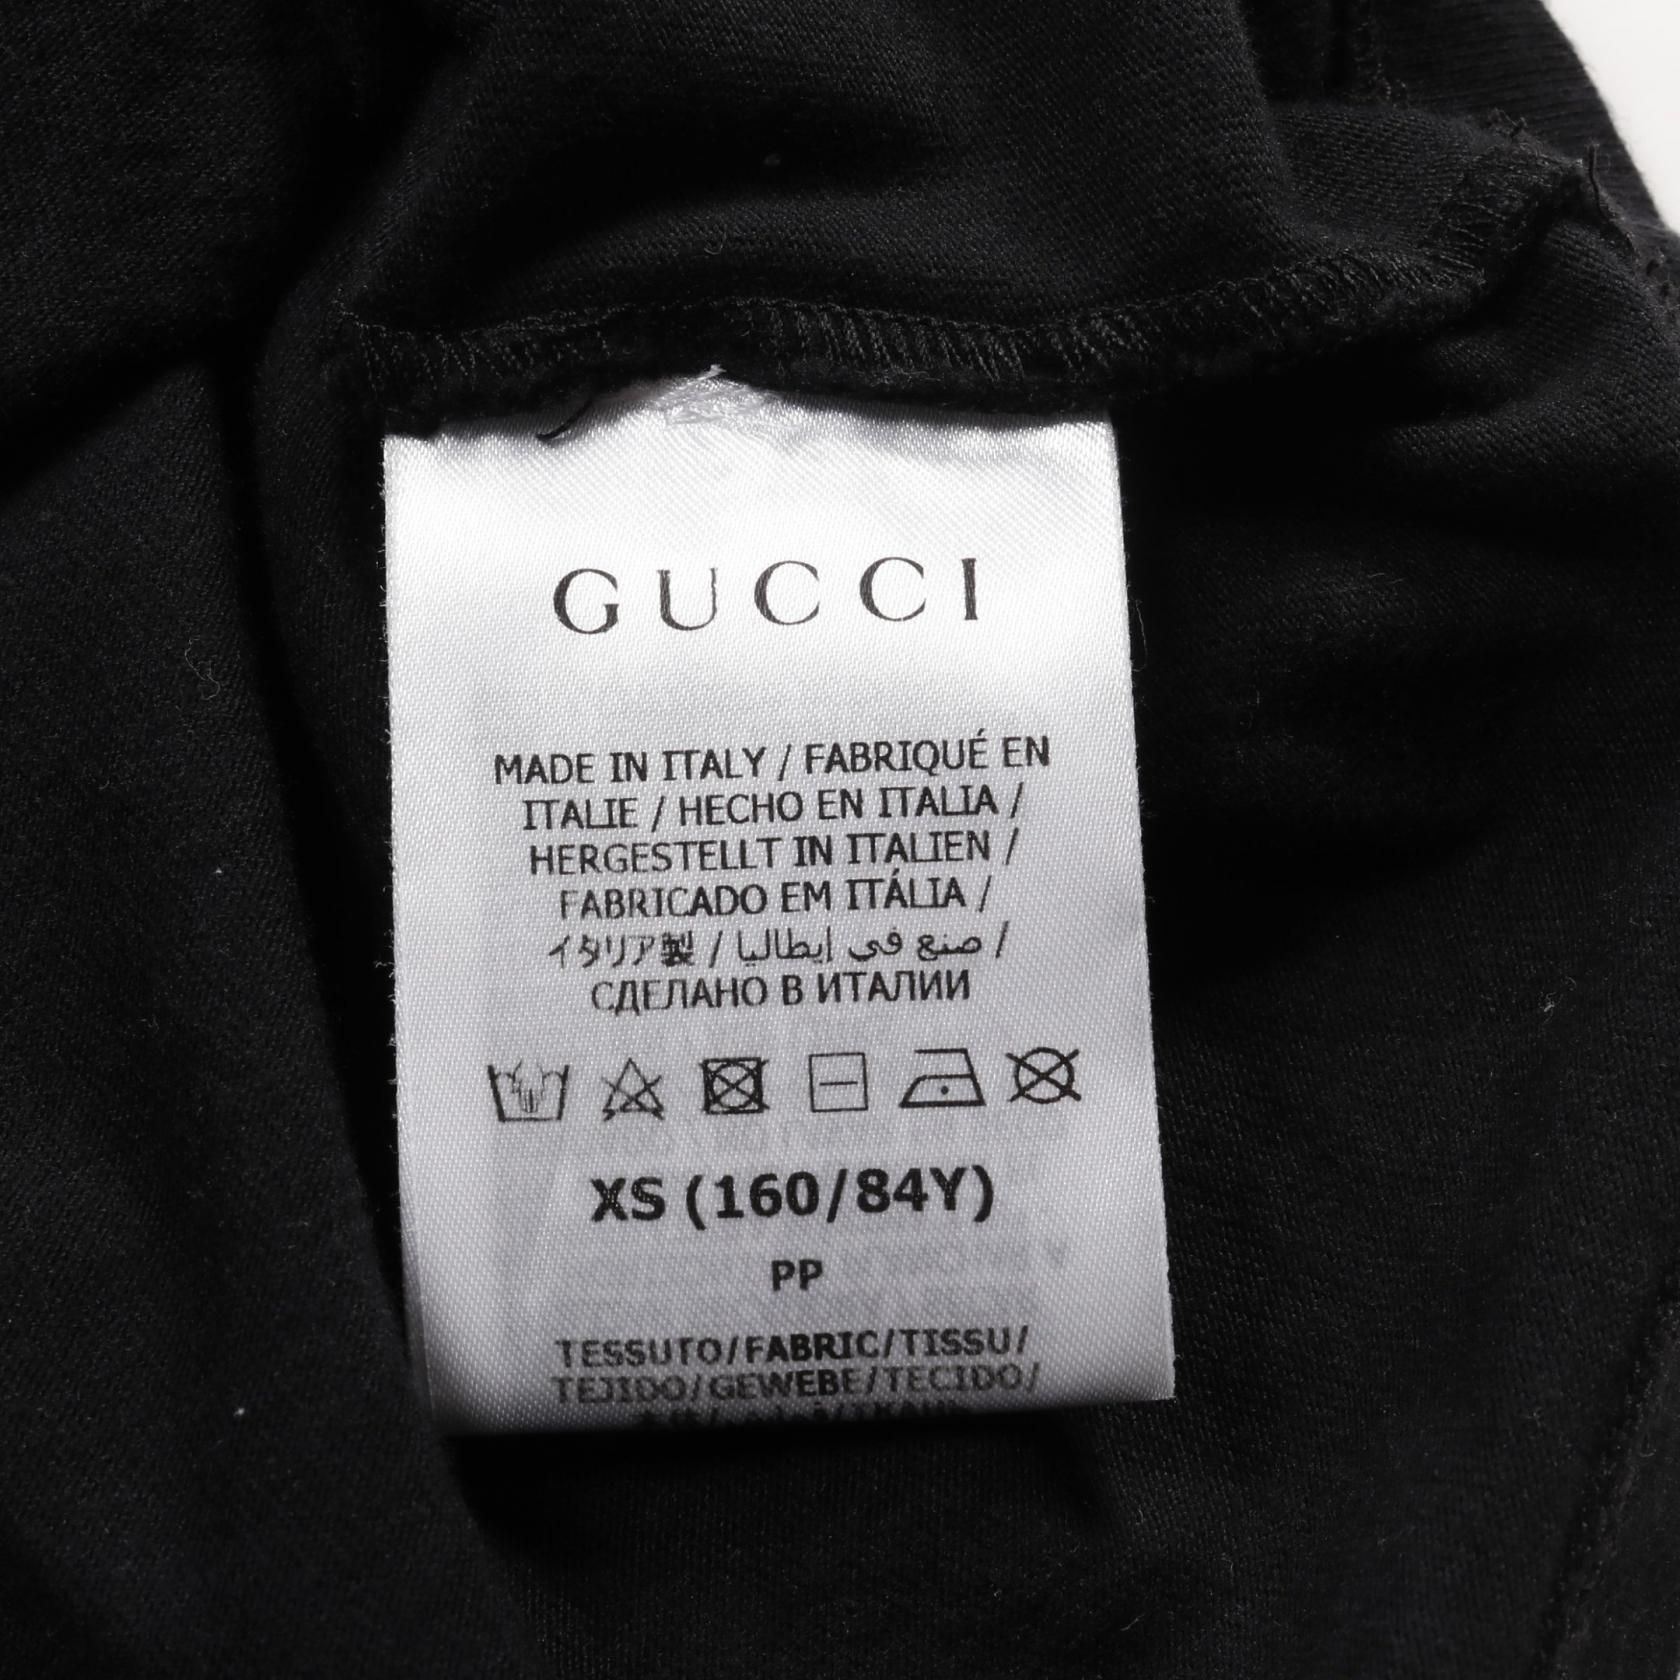 GUCCI
MADE IN ITALY / FABRIQUÉ EN
ITALIE / HECHO EN ITALIA /
HERGESTELLT IN ITALIEN /
FABRICADO EM ITÁLIA /
イタリア製 / صنع في إيطاليا /
СДЕЛАНО В ИТАЛИИ
XS (160/84Y)
PP
TESSUTO/FABRIC/TISSU/
TEJIDO/GEWEBE/TECIDO/